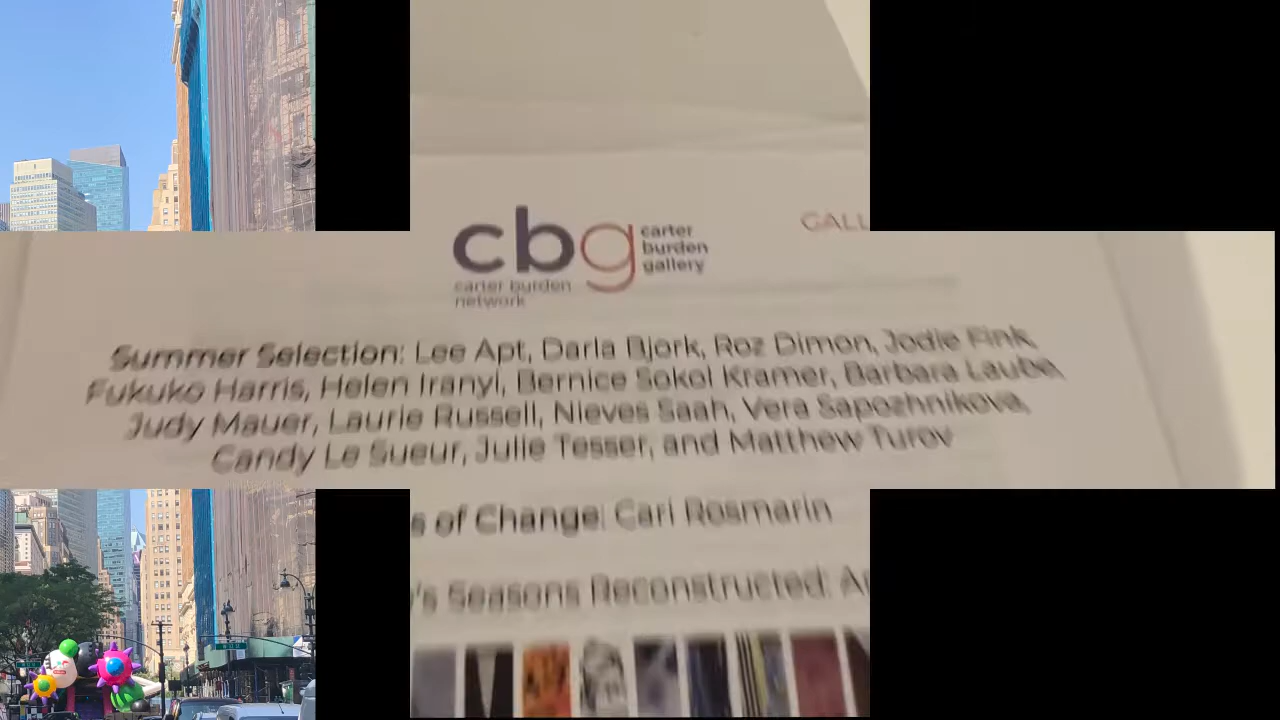 cbg carter
burden
gallery
carter burden
network
GALL
Summer Selection: Lee Apt, Darla Bjork, Roz Dimon, Jodie Fink,
Fukuko Harris, Helen Iranyi, Bernice Sokol Kramer, Barbara Laube,
Judy Mauer, Laurie Russell, Nieves Saah, Vera Sapozhnikova,
Candy Le Sueur, Julie Tesser, and Matthew Turov
s of Change: Cari Rosmarin
's Seasons Reconstructed: